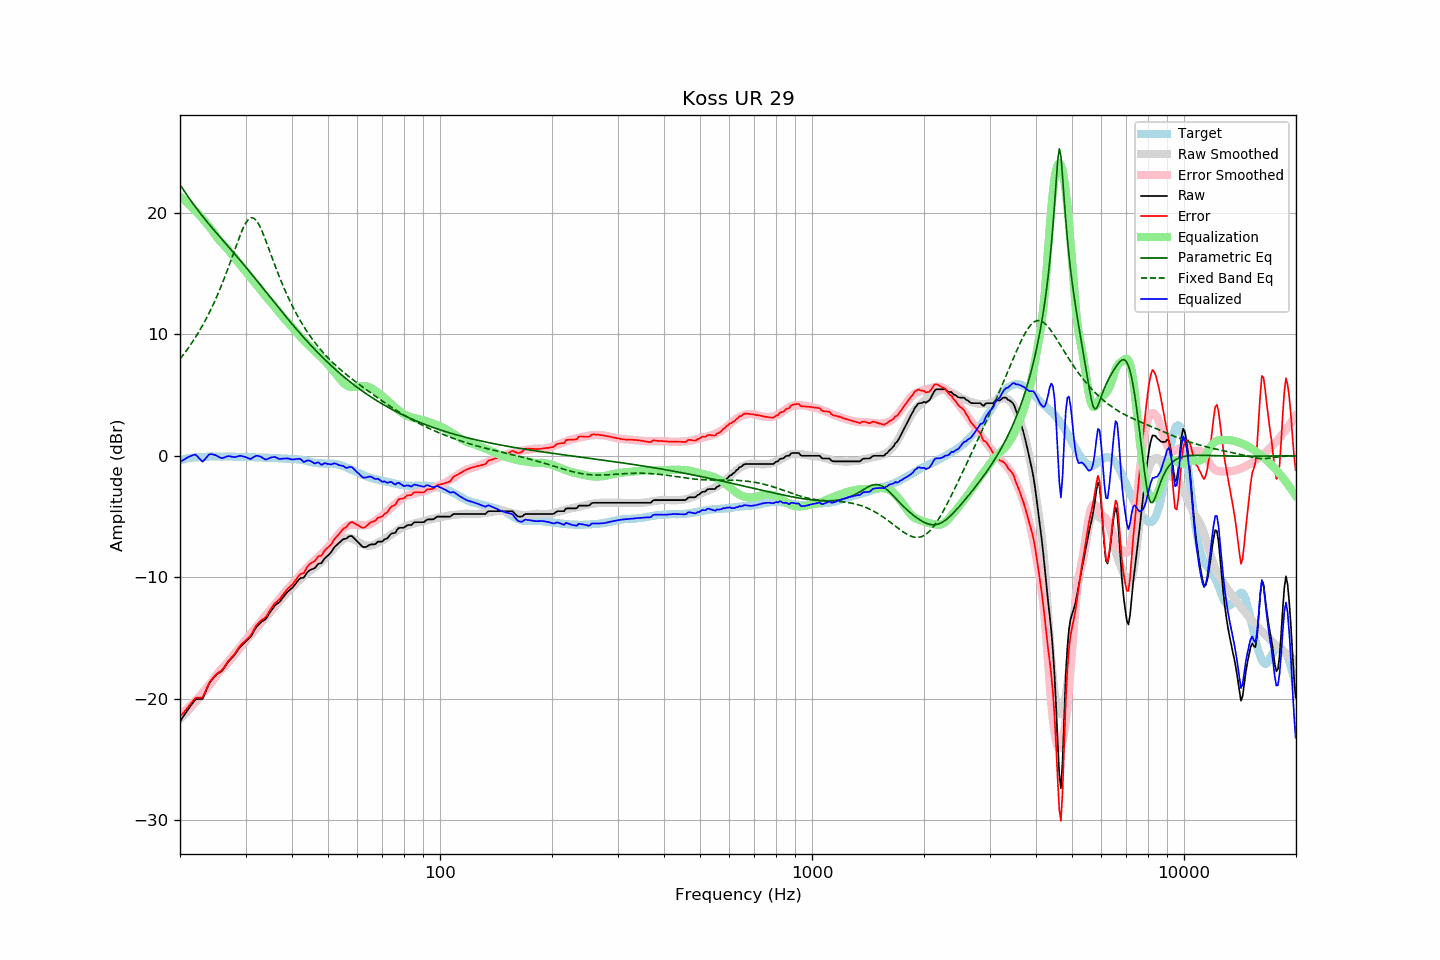 Koss UR 29
Target
Raw Smoothed
Error Smoothed
Raw
Error
Equalization
Parametric Eq
Fixed Band Eq
Equalized
20
10
0
−10
−20
−30
Amplitude (dBr)
100
1000
10000
Frequency (Hz)